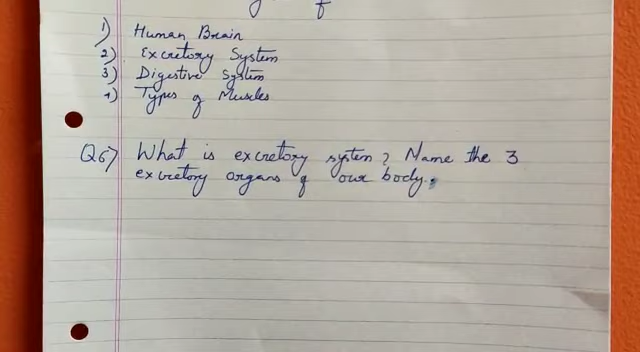 1) Human Brain
2) Excretory System
3) Digestive System
4) Types of Muscles
Q6) What is excretory system? Name the 3
excretory organs of our body.